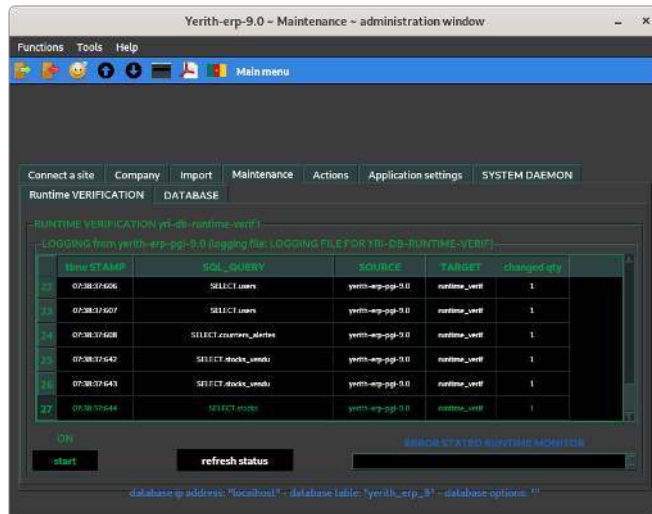 Yerith-erp-9.0 ~ Maintenance ~ administration window
Functions Tools Help
Main menu
Connect a site Company Import Maintenance Actions Application settings SYSTEM DAEMON
Runtime VERIFICATION DATABASE
RUNTIME VERIFICATION yri-db-runtime-verif !
LOGGING from yerith-erp-pgi-9.0 (logging file: LOGGING FILE FOR YRI-DB-RUNTIME-VERIF)
time STAMP SQL_QUERY SOURCE TARGET changed qty
22 07:38:37:606 SELECT.users yerith-erp-pgi-9.0 runtime_verif 1
23 07:38:37:607 SELECT.users yerith-erp-pgi-9.0 runtime_verif 1
24 07:38:37:608 SELECT.counters_alertes yerith-erp-pgi-9.0 runtime_verif 1
25 07:38:37:642 SELECT.stocks_vendu yerith-erp-pgi-9.0 runtime_verif 1
26 07:38:37:643 SELECT.stocks_vendu yerith-erp-pgi-9.0 runtime_verif 1
27 07:38:37:644 SELECT.stocks yerith-erp-pgi-9.0 runtime_verif 1
ON
ERROR STATED RUNTIME MONITOR
start refresh status
database ip address: "localhost" - database table: "yerith_erp_9" - database options: ""